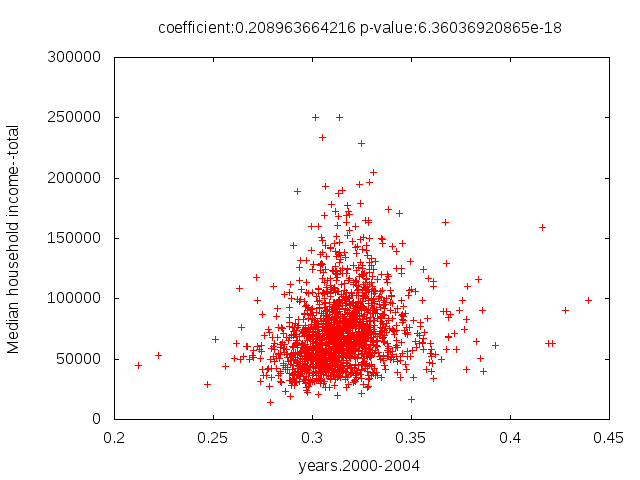 coefficient:0.208963664216 p-value:6.36036920865e-18
300000
250000
200000
150000
100000
50000
0
Median household income--total
0.2 0.25 0.3 0.35 0.4 0.45
years.2000-2004